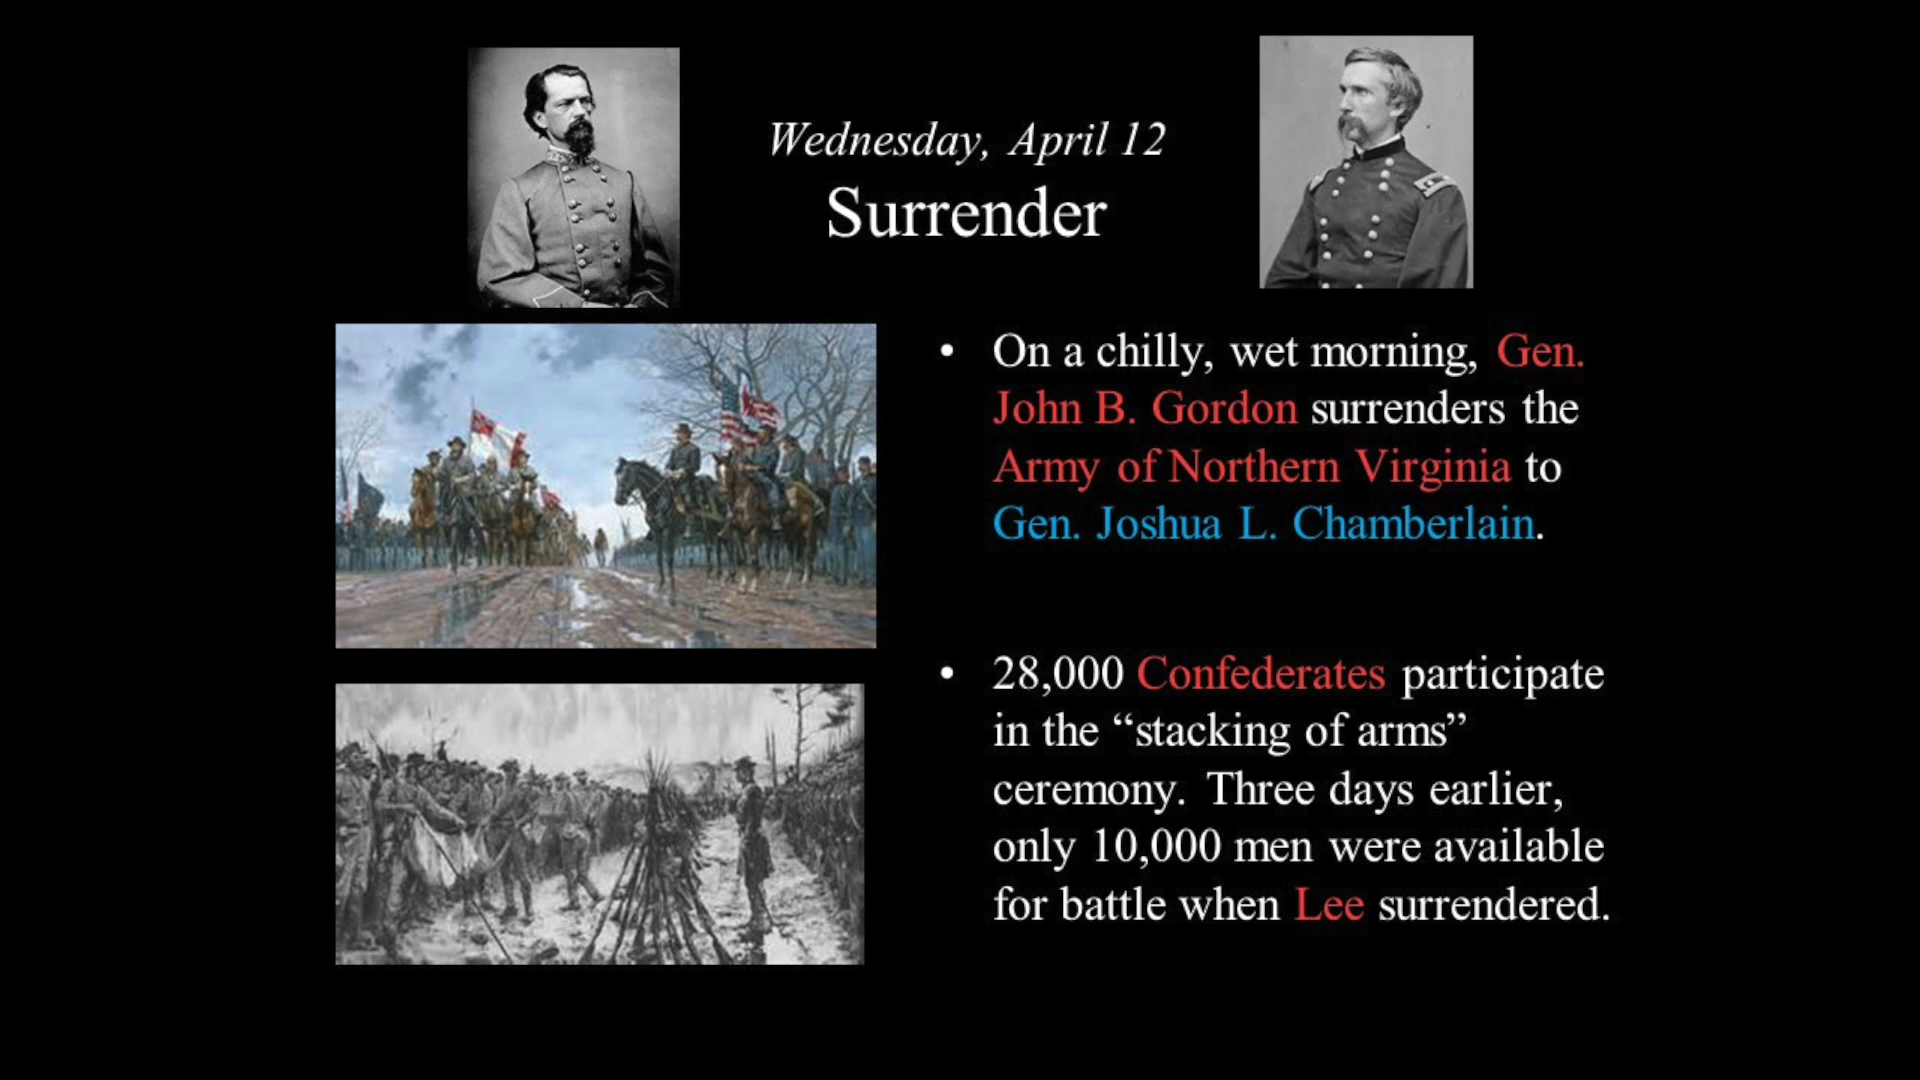 Wednesday, April 12
Surrender
• On a chilly, wet morning, Gen.
John B. Gordon surrenders the
Army of Northern Virginia to
Gen. Joshua L. Chamberlain.
• 28,000 Confederates participate
in the “stacking of arms”
ceremony. Three days earlier,
only 10,000 men were available
for battle when Lee surrendered.